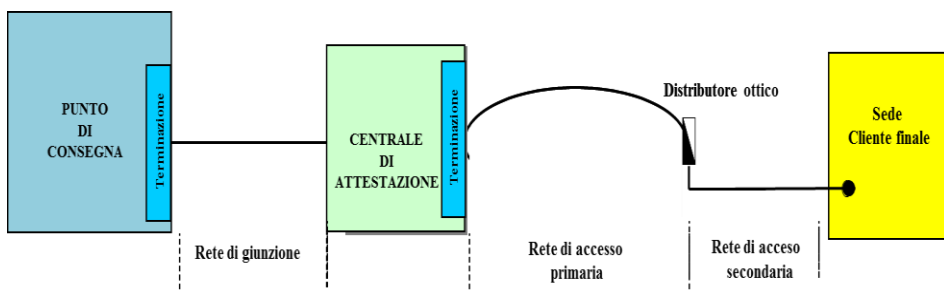 PUNTO
DI
CONSEGNA
Terminazione
Rete di giunzione
CENTRALE
DI
ATTESTAZIONE
Terminazione
Rete di accesso
primaria
Distributore ottico
Rete di acceso
secondaria
Sede
Cliente finale